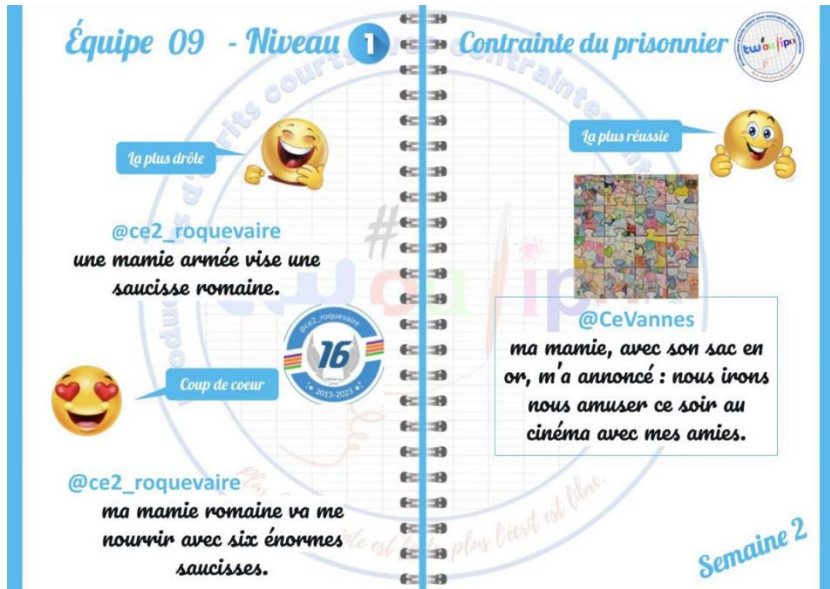 Équipe 09 - Niveau 1
La plus drôle
@ce2_roquevaire
une mamie armée vise une
saucisse romaine.
@ce2_roquevaire
16
2013-2023
Coup de coeur
@ce2_roquevaire
ma mamie romaine va me
nourrir avec six énormes
saucisses.
Contrainte du prisonnier
La plus réussie
@CeVannes
ma mamie, avec son sac en
or, m'a annoncé : nous irons
nous amuser ce soir au
cinéma avec mes amies.
Semaine 2